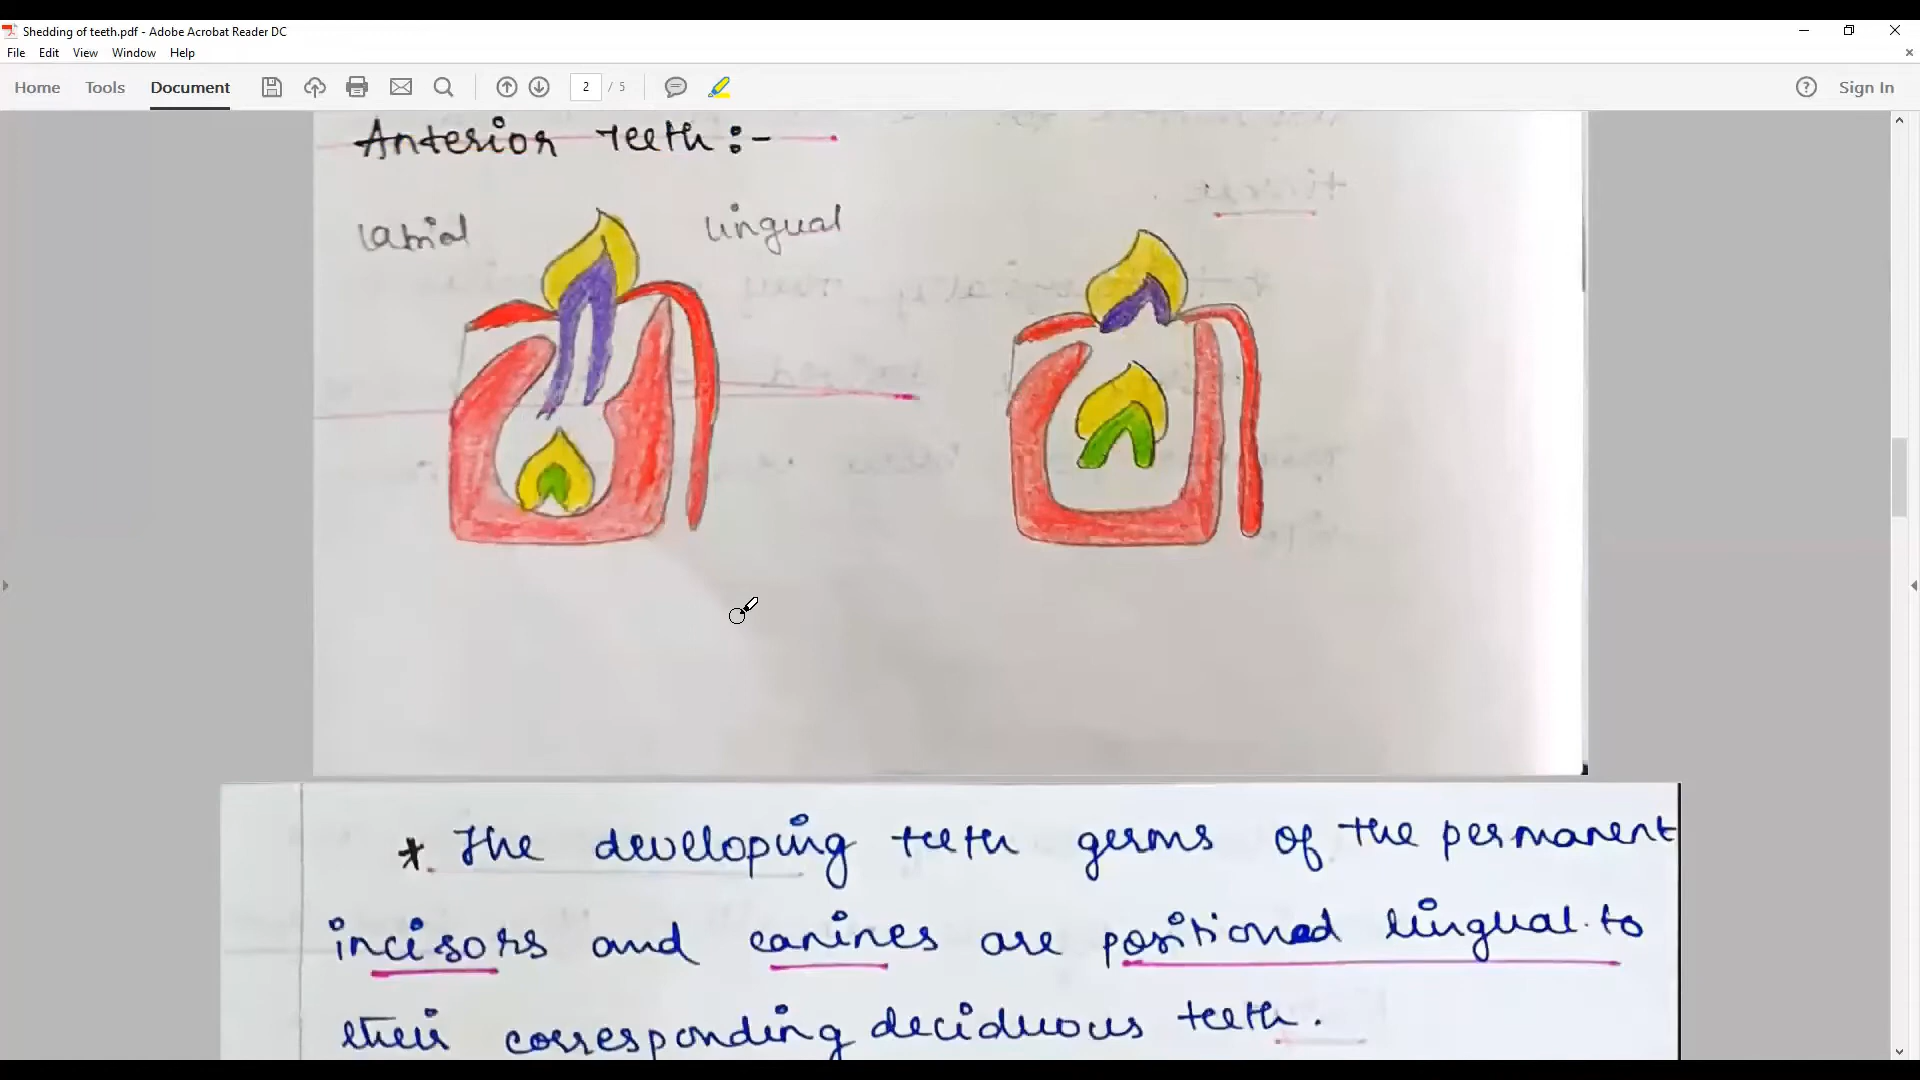 Shedding of teeth.pdf - Adobe Acrobat Reader DC
File Edit View Window Help
Home Tools Document 2 / 5 Sign In
Anterior Teeth :-
labial lingual
* The developing teeth germs of the permanent
incisors and canines are positioned lingual to
their corresponding deciduous teeth.